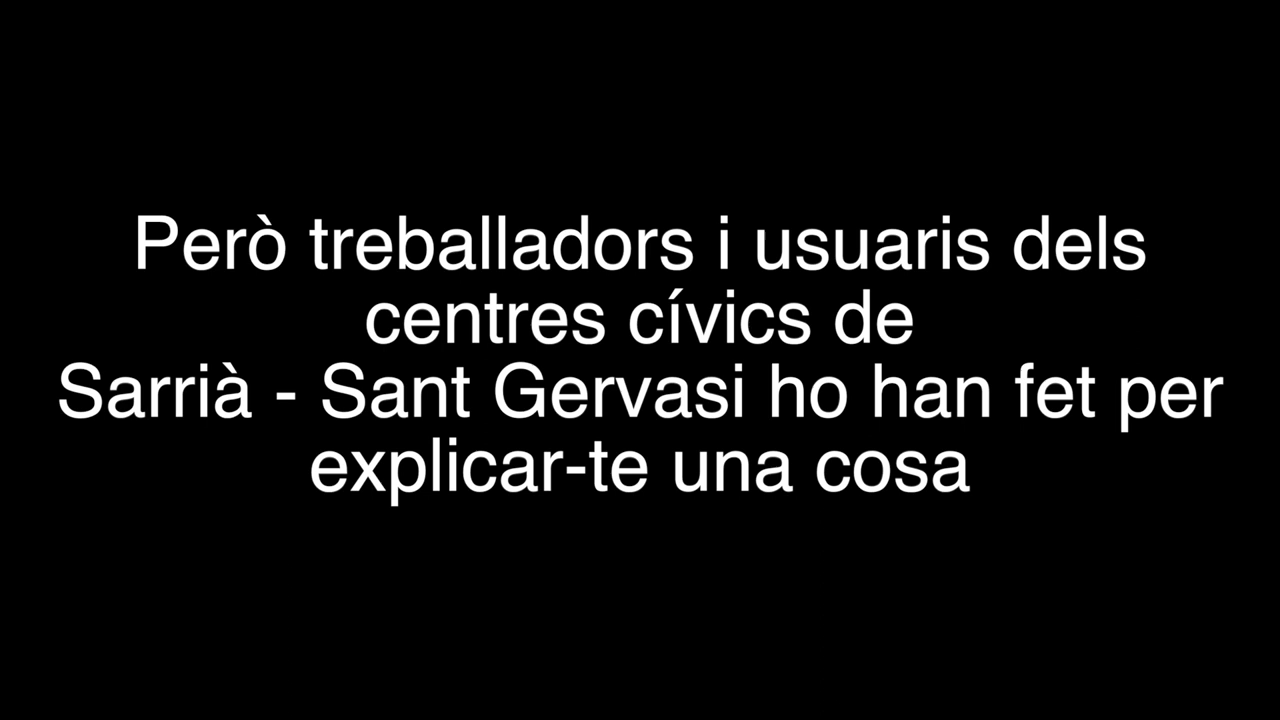 Però treballadors i usuaris dels
centres cívics de
Sarrià - Sant Gervasi ho han fet per
explicar-te una cosa